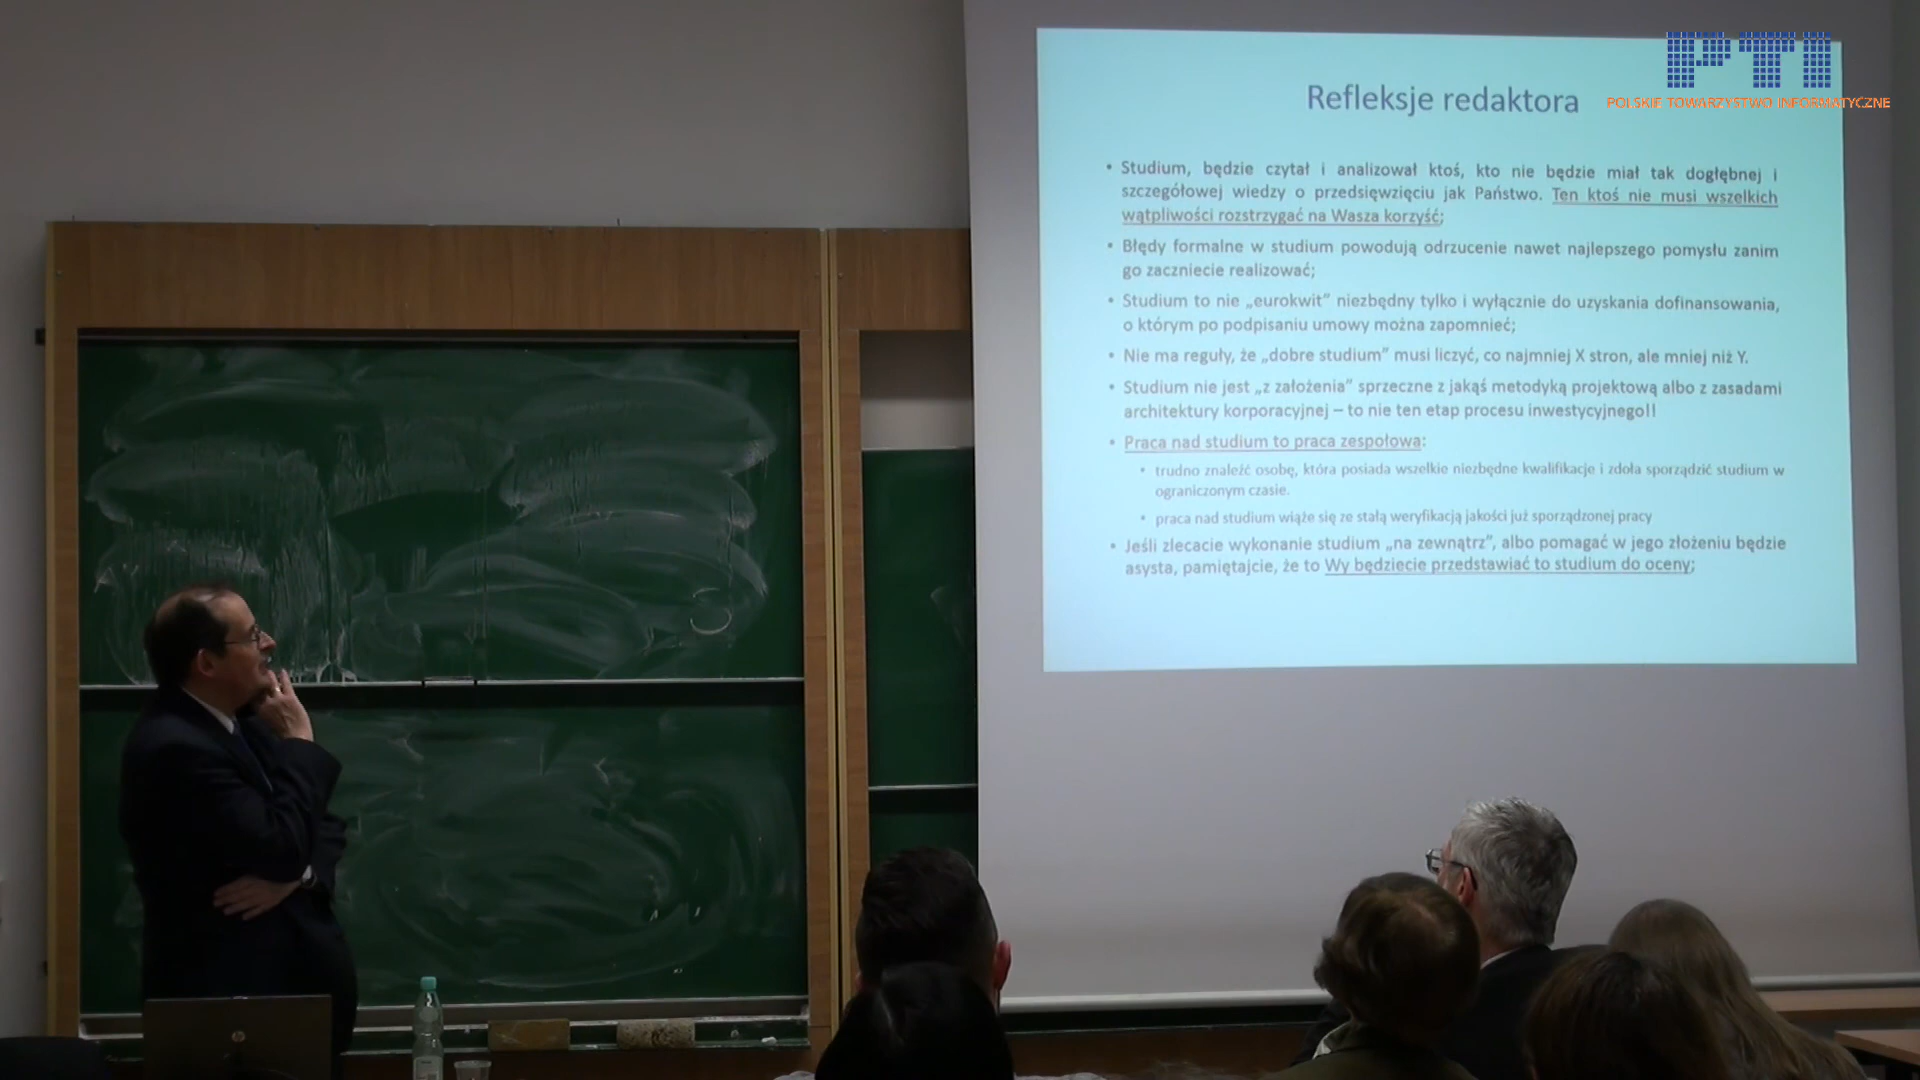 PTI
POLSKIE TOWARZYSTWO INFORMATYCZNE
Refleksje redaktora
• Studium, będzie czytał i analizował ktoś, kto nie będzie miał tak dogłębnej i
szczegółowej wiedzy o przedsięwzięciu jak Państwo. Ten ktoś nie musi wszelkich
wątpliwości rozstrzygać na Wasza korzyść;
• Błędy formalne w studium powodują odrzucenie nawet najlepszego pomysłu zanim
go zaczniecie realizować;
• Studium to nie „eurokwit” niezbędny tylko i wyłącznie do uzyskania dofinansowania,
o którym po podpisaniu umowy można zapomnieć;
• Nie ma reguły, że „dobre studium” musi liczyć, co najmniej X stron, ale mniej niż Y.
• Studium nie jest „z założenia” sprzeczne z jakąś metodyką projektową albo z zasadami
architektury korporacyjnej – to nie ten etap procesu inwestycyjnego!!
• Praca nad studium to praca zespołowa:
• trudno znaleźć osobę, która posiada wszelkie niezbędne kwalifikacje i zdoła sporządzić studium w
ograniczonym czasie.
• praca nad studium wiąże się ze stałą weryfikacją jakości już sporządzonej pracy
• Jeśli zlecacie wykonanie studium „na zewnątrz”, albo pomagać w jego złożeniu będzie
asysta, pamiętajcie, że to Wy będziecie przedstawiać to studium do oceny;
hp